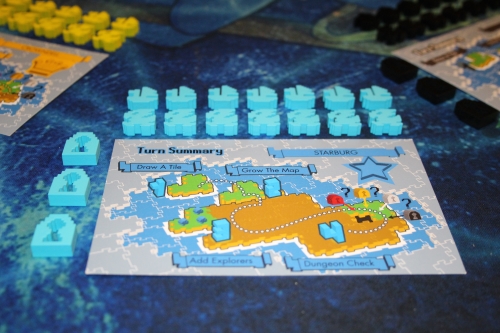 Turn Summary
STARBURG
Draw A Tile
Grow The Map
?
?
?
Add Explorers
Dungeon Check